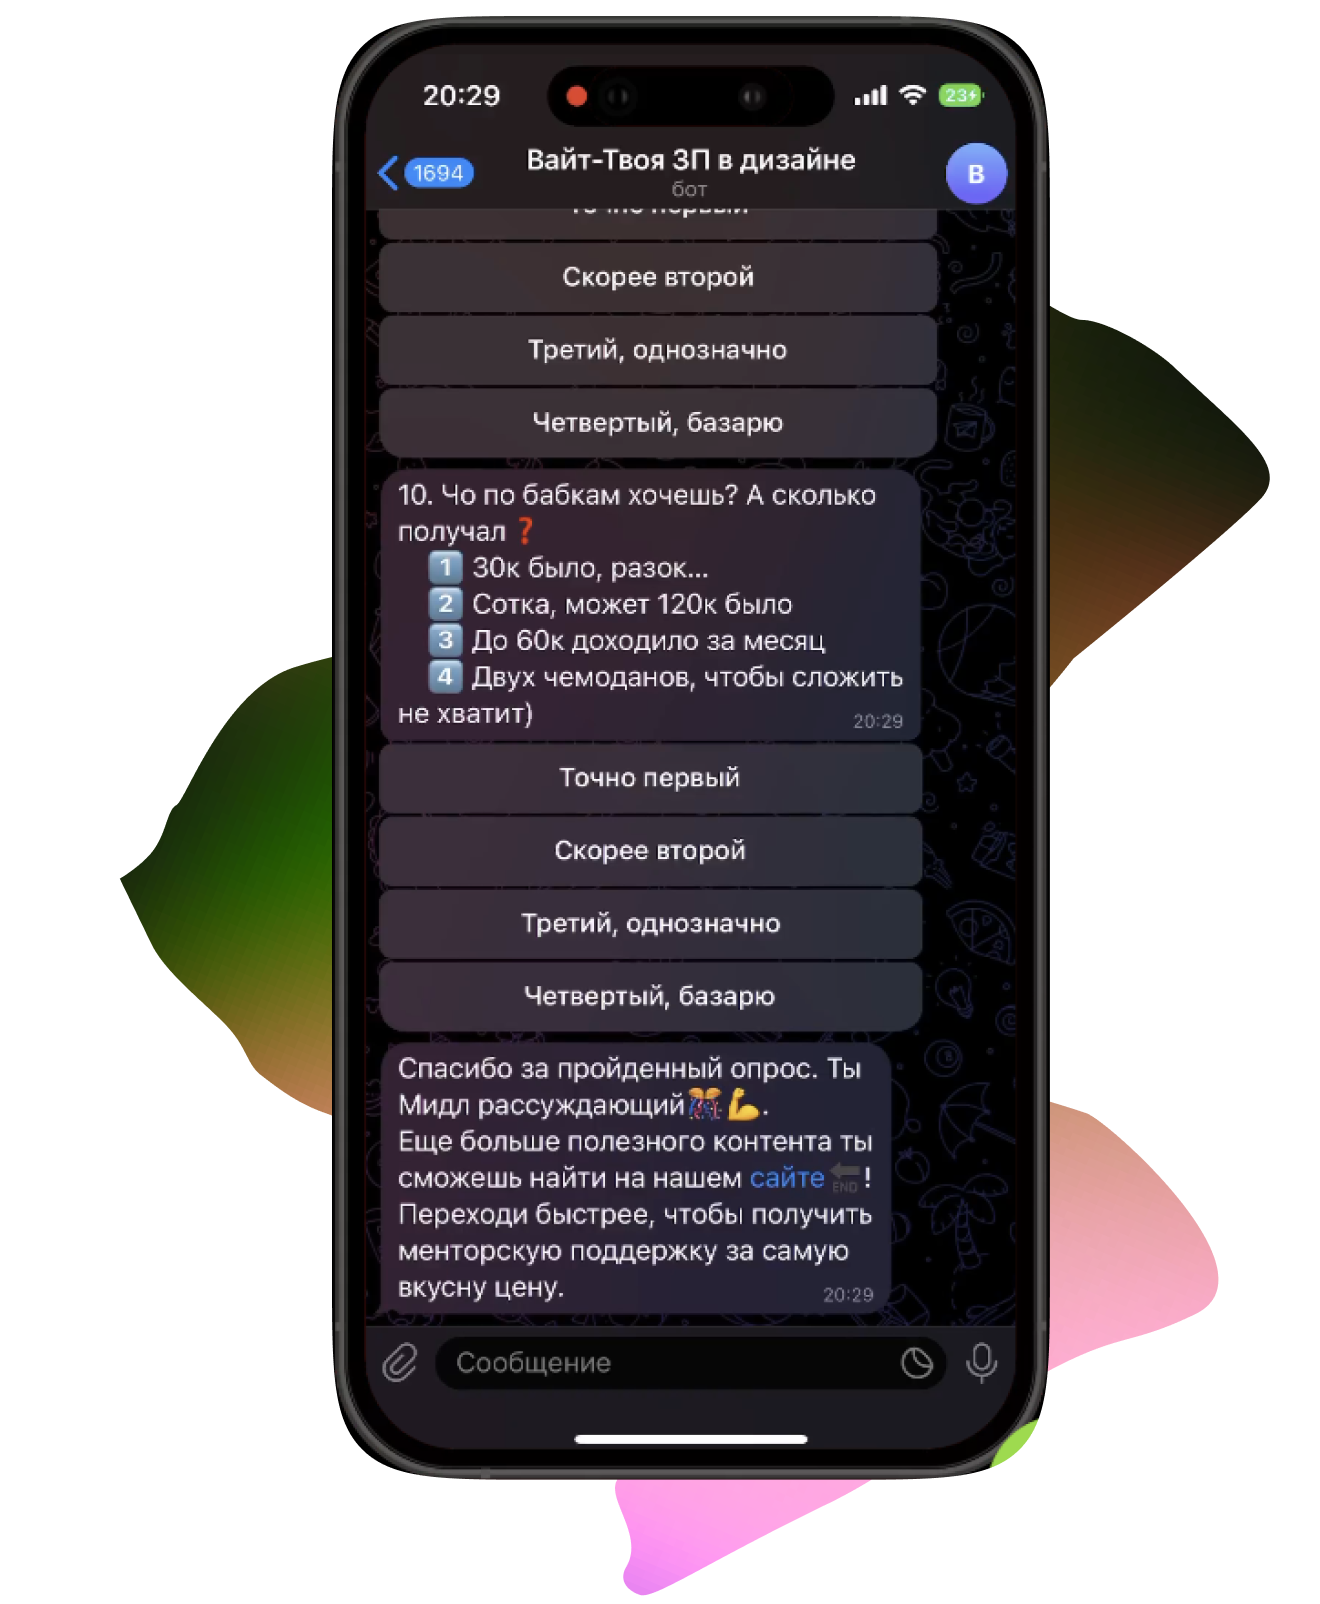 20:29
23
1694
Вайт-Твоя ЗП в дизайне
бот
В
Точно первый
Скорее второй
Третий, однозначно
Четвертый, базарю
10. Чо по бабкам хочешь? А сколько
получал ❓
1️⃣ 30к было, разок...
2️⃣ Сотка, может 120к было
3️⃣ До 60к доходило за месяц
4️⃣ Двух чемоданов, чтобы сложить
не хватит)
20:29
Точно первый
Скорее второй
Третий, однозначно
Четвертый, базарю
Спасибо за пройденный опрос. Ты
Мидл рассуждающий🎊💪.
Еще больше полезного контента ты
сможешь найти на нашем сайте🔚!
Переходи быстрее, чтобы получить
менторскую поддержку за самую
вкусну цену.
20:29
Сообщение